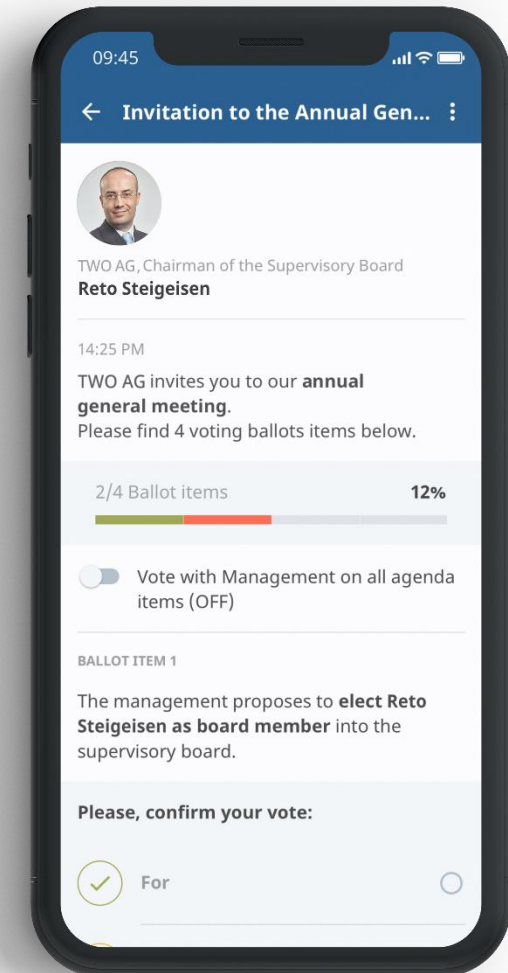 09:45
Invitation to the Annual Gen...
TWO AG, Chairman of the Supervisory Board
Reto Steigeisen
14:25 PM
TWO AG invites you to our annual
general meeting.
Please find 4 voting ballots items below.
2/4 Ballot items 12%
Vote with Management on all agenda
items (OFF)
BALLOT ITEM 1
The management proposes to elect Reto
Steigeisen as board member into the
supervisory board.
Please, confirm your vote:
For